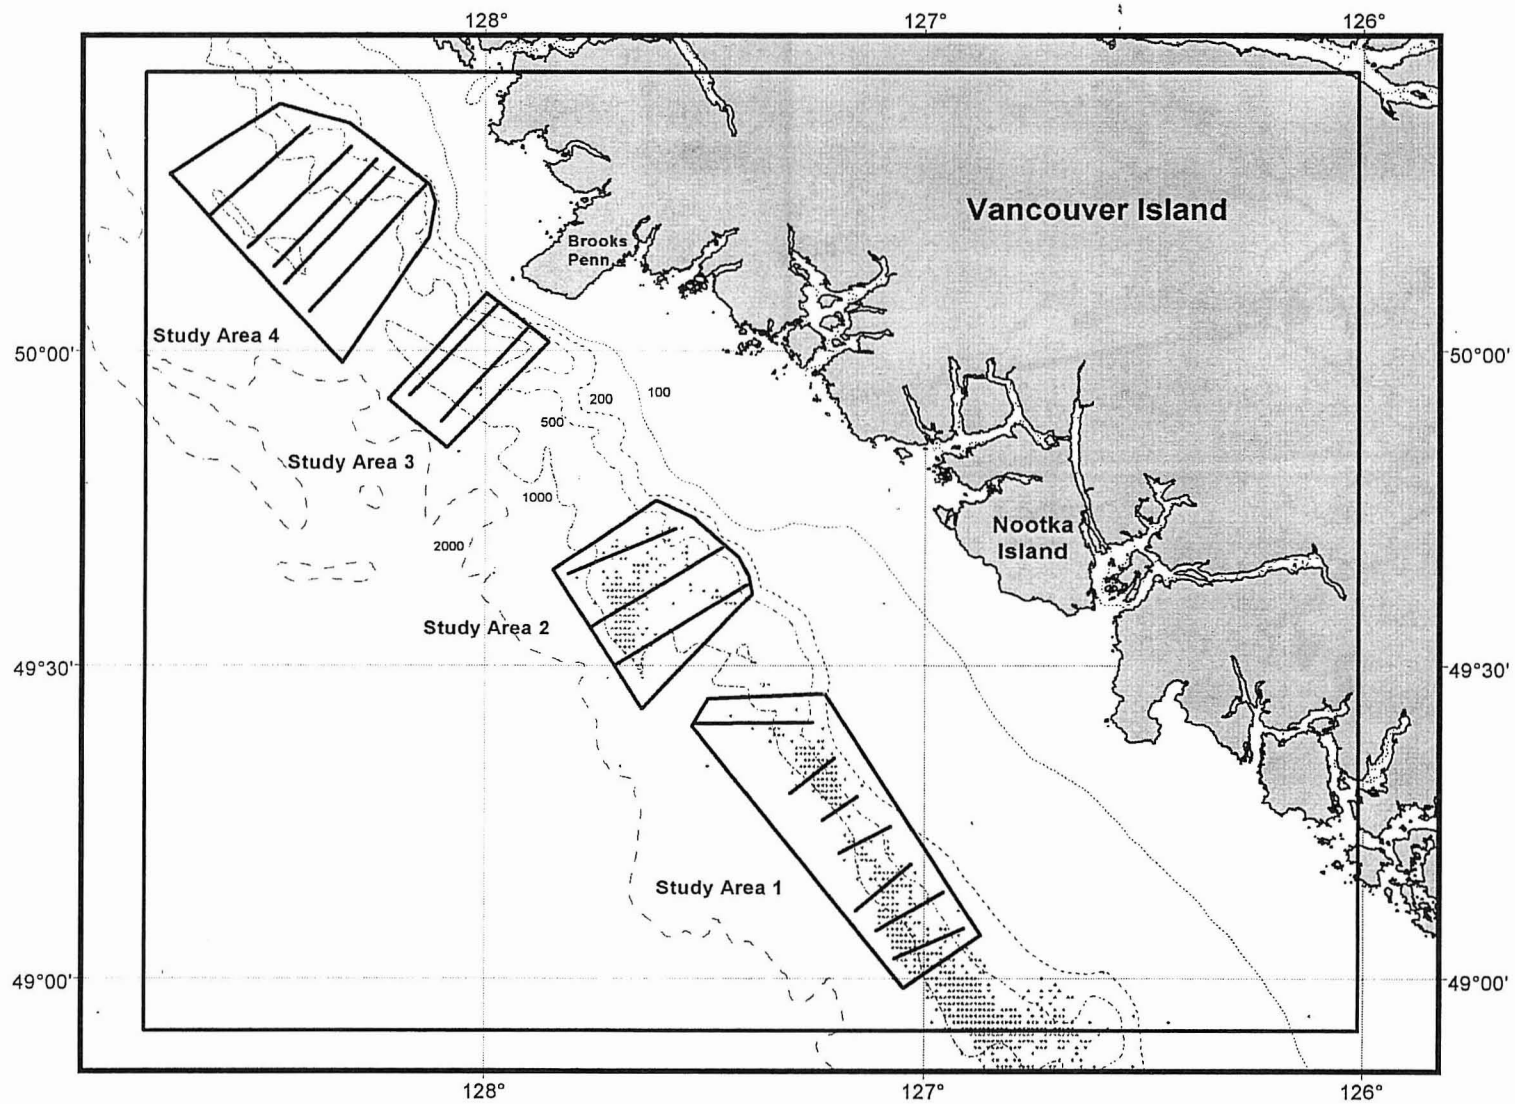 128°
127°
126°
Vancouver Island
Brooks
Penn
Study Area 4
50°00'
50°00'
100
200
500
Study Area 3
1000
Nootka
Island
2000
Study Area 2
49°30'
49°30'
Study Area 1
49°00'
49°00'
128°
127°
126°